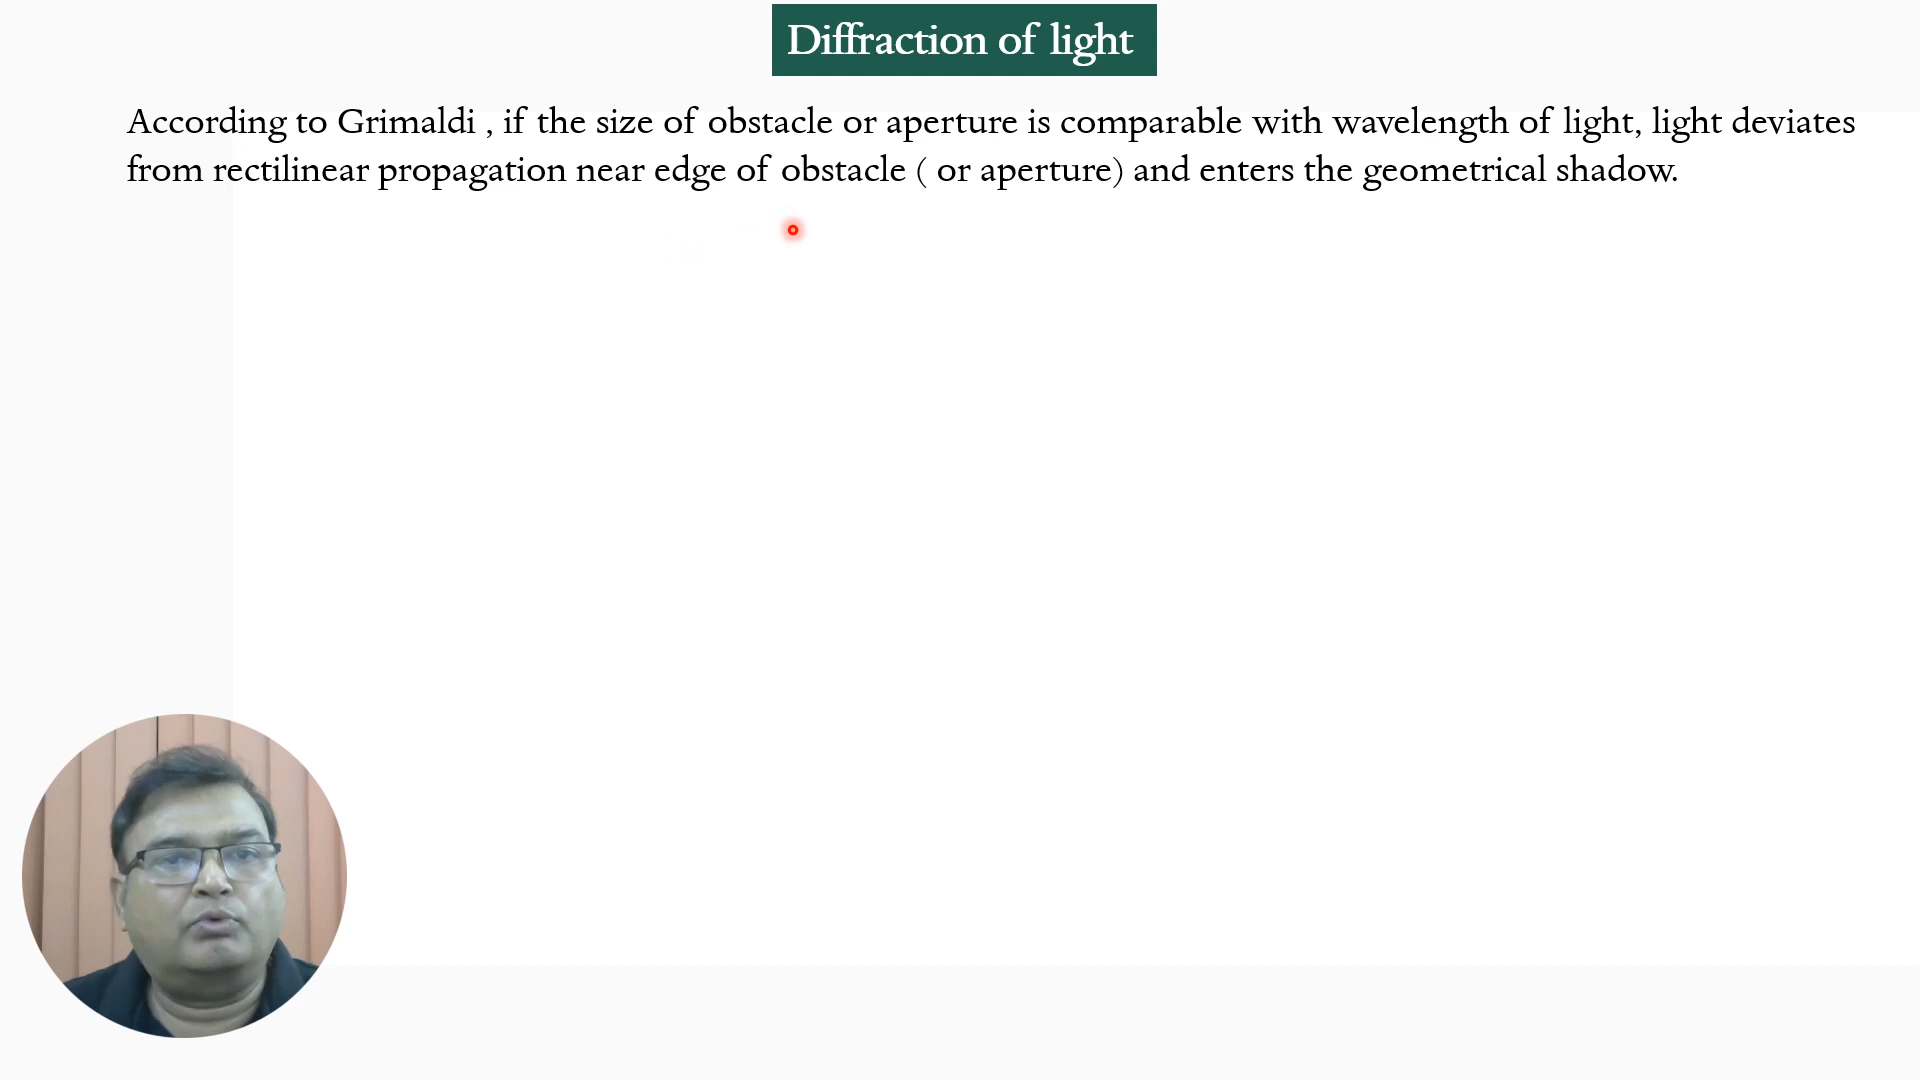 Diffraction of light
According to Grimaldi , if the size of obstacle or aperture is comparable with wavelength of light, light deviates
from rectilinear propagation near edge of obstacle ( or aperture) and enters the geometrical shadow.